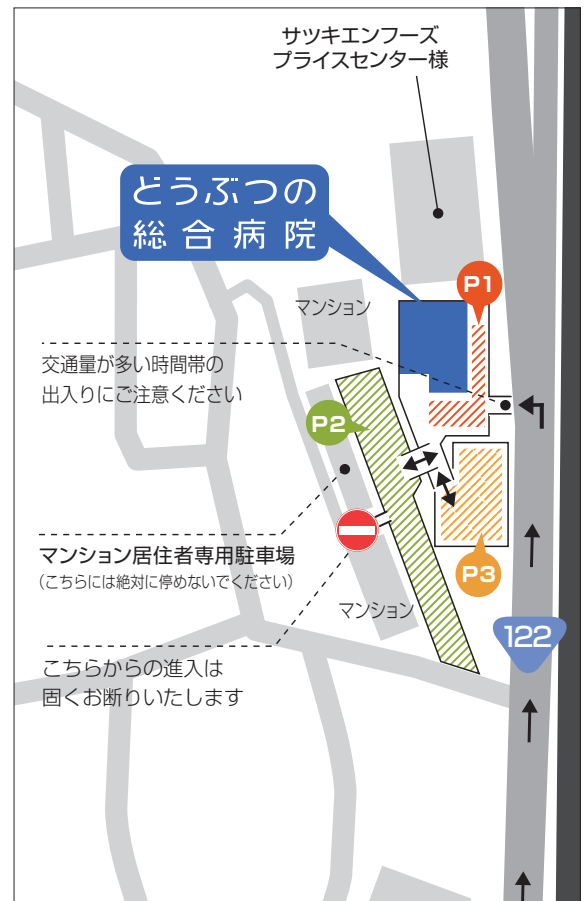 サツキエンフーズ
プライスセンター様
どうぶつの
総合病院
P1
マンション
交通量が多い時間帯の
出入りにご注意ください
P2
マンション居住者専用駐車場
(こちらには絶対に停めないでください)
P3
マンション
122
こちらからの進入は
固くお断りいたします